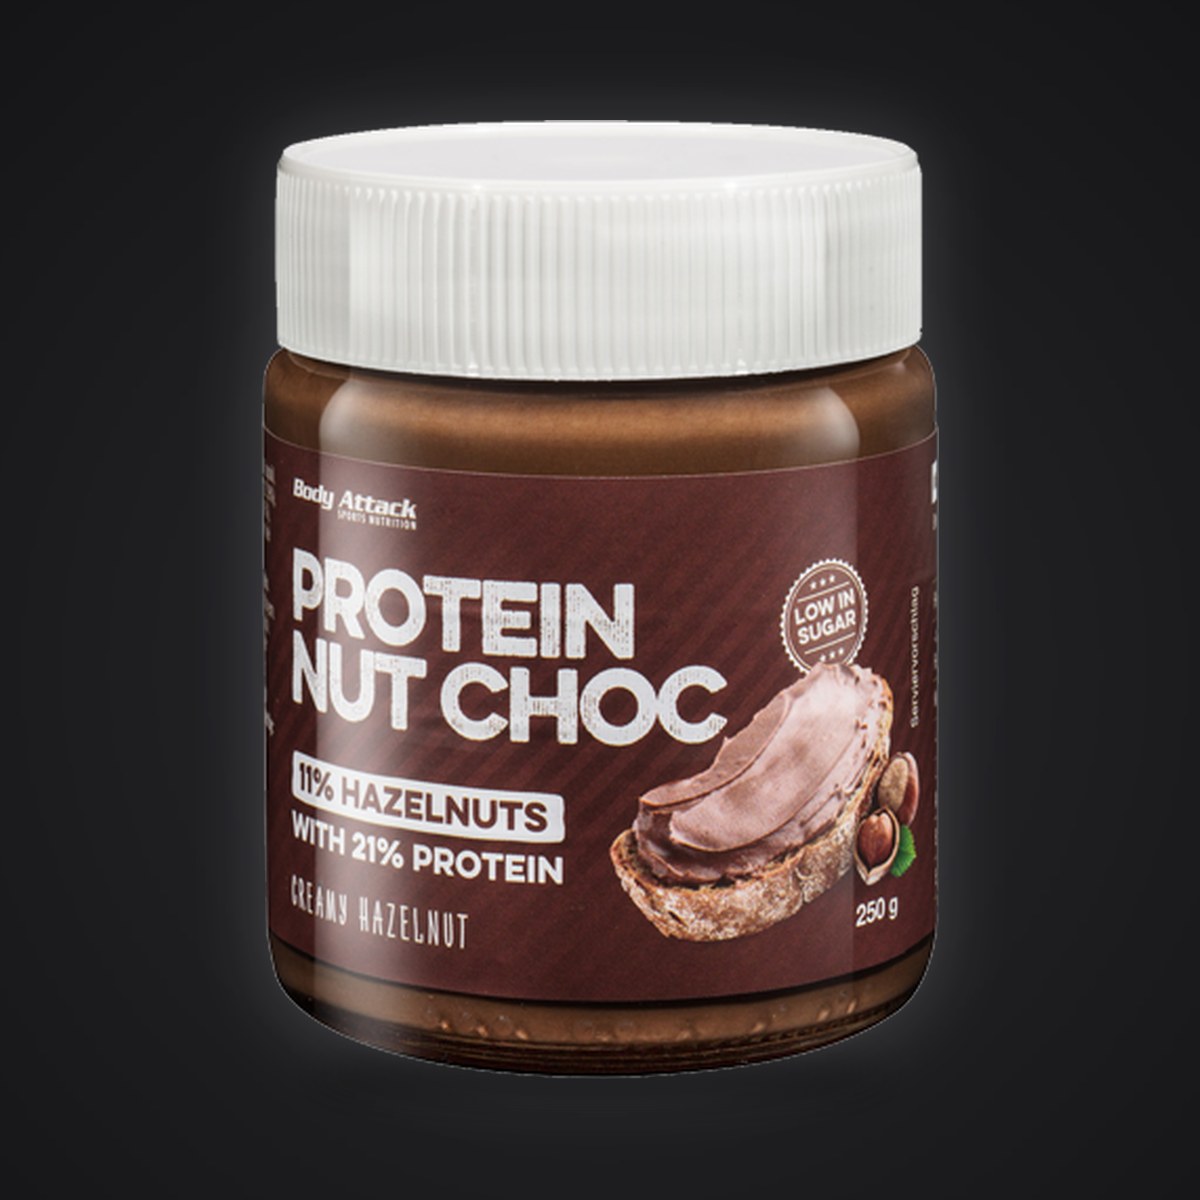 Body Attack
SPORTS NUTRITION
PROTEIN
NUT CHOC
LOW IN
SUGAR
11% HAZELNUTS
WITH 21% PROTEIN
CREAMY HAZELNUT
250 g
Serviervorschlag